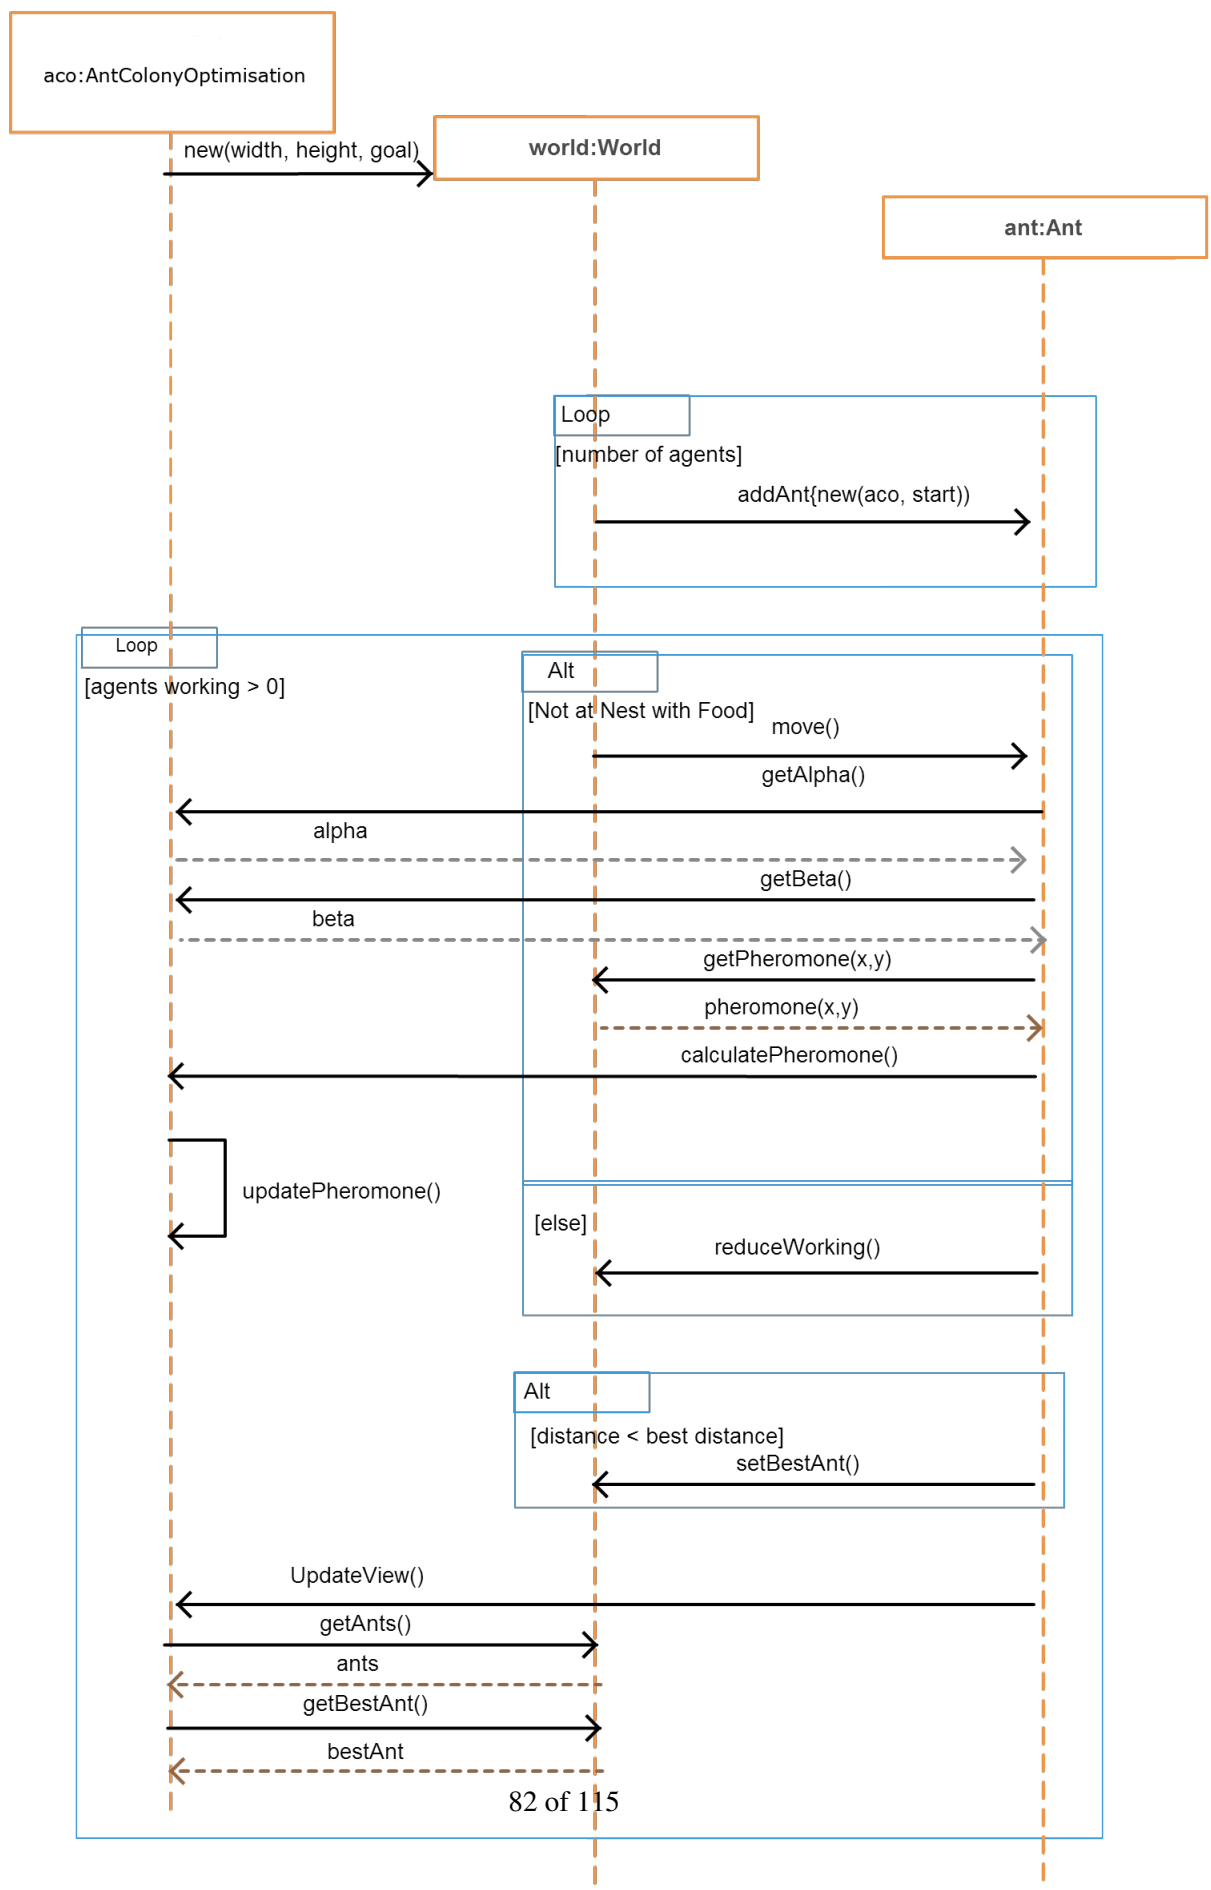 aco:AntColonyOptimisation
new(width, height, goal)
world:World
ant:Ant
Loop
[number of agents]
addAnt{new(aco, start))
Loop
[agents working > 0]
Alt
[Not at Nest with Food]
move()
getAlpha()
alpha
getBeta()
beta
getPheromone(x,y)
pheromone(x,y)
calculatePheromone()
updatePheromone()
[else]
reduceWorking()
Alt
[distance < best distance]
setBestAnt()
UpdateView()
getAnts()
ants
getBestAnt()
bestAnt
82 of 115